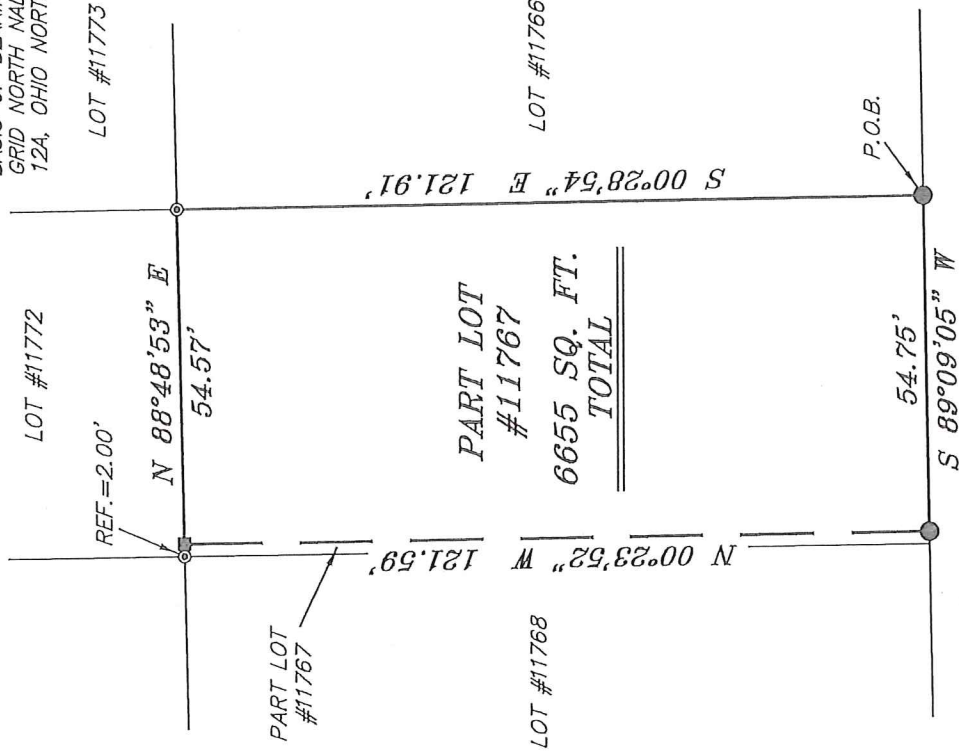 GRID NORTH
12A, OHIO NORT
LOT #11773
LOT #11772
REF.=2.00'
N 88°48'53" E
54.57'
LOT #11766
S 00°28'54" E 121.91'
P.O.B.
PART LOT
#11767
6655 SQ. FT.
TOTAL
N 00°23'52" W 121.59'
PART LOT
#11767
LOT #11768
54.75'
S 89°09'05" W